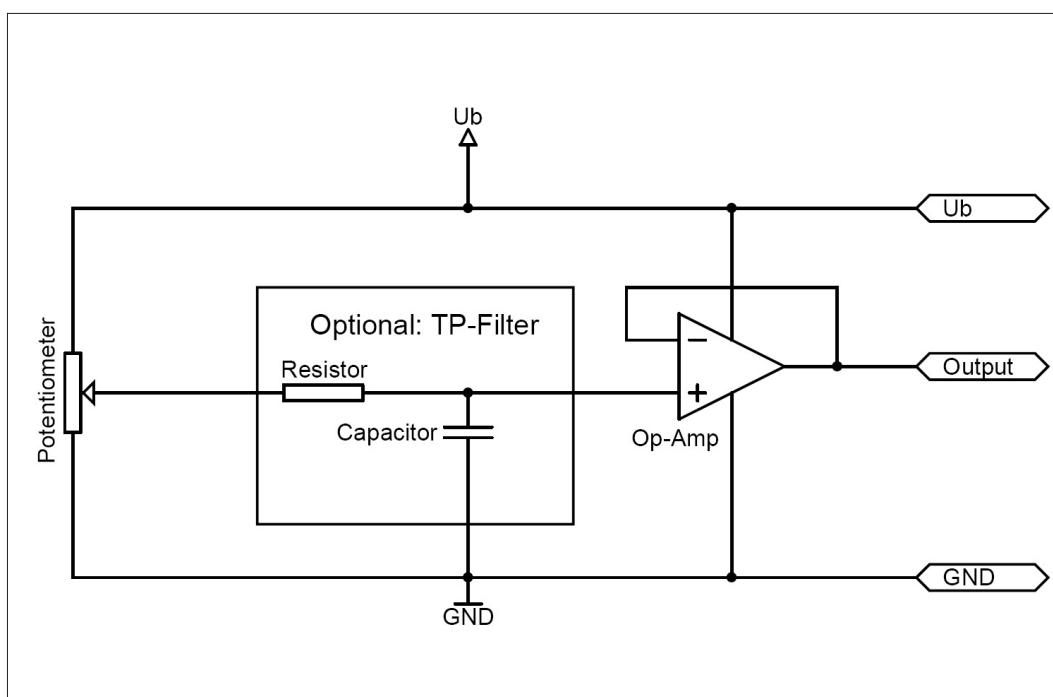 Ub
Ub
Optional: TP-Filter
Resistor
Potentiometer
Capacitor
−
+
Op-Amp
Output
GND
GND